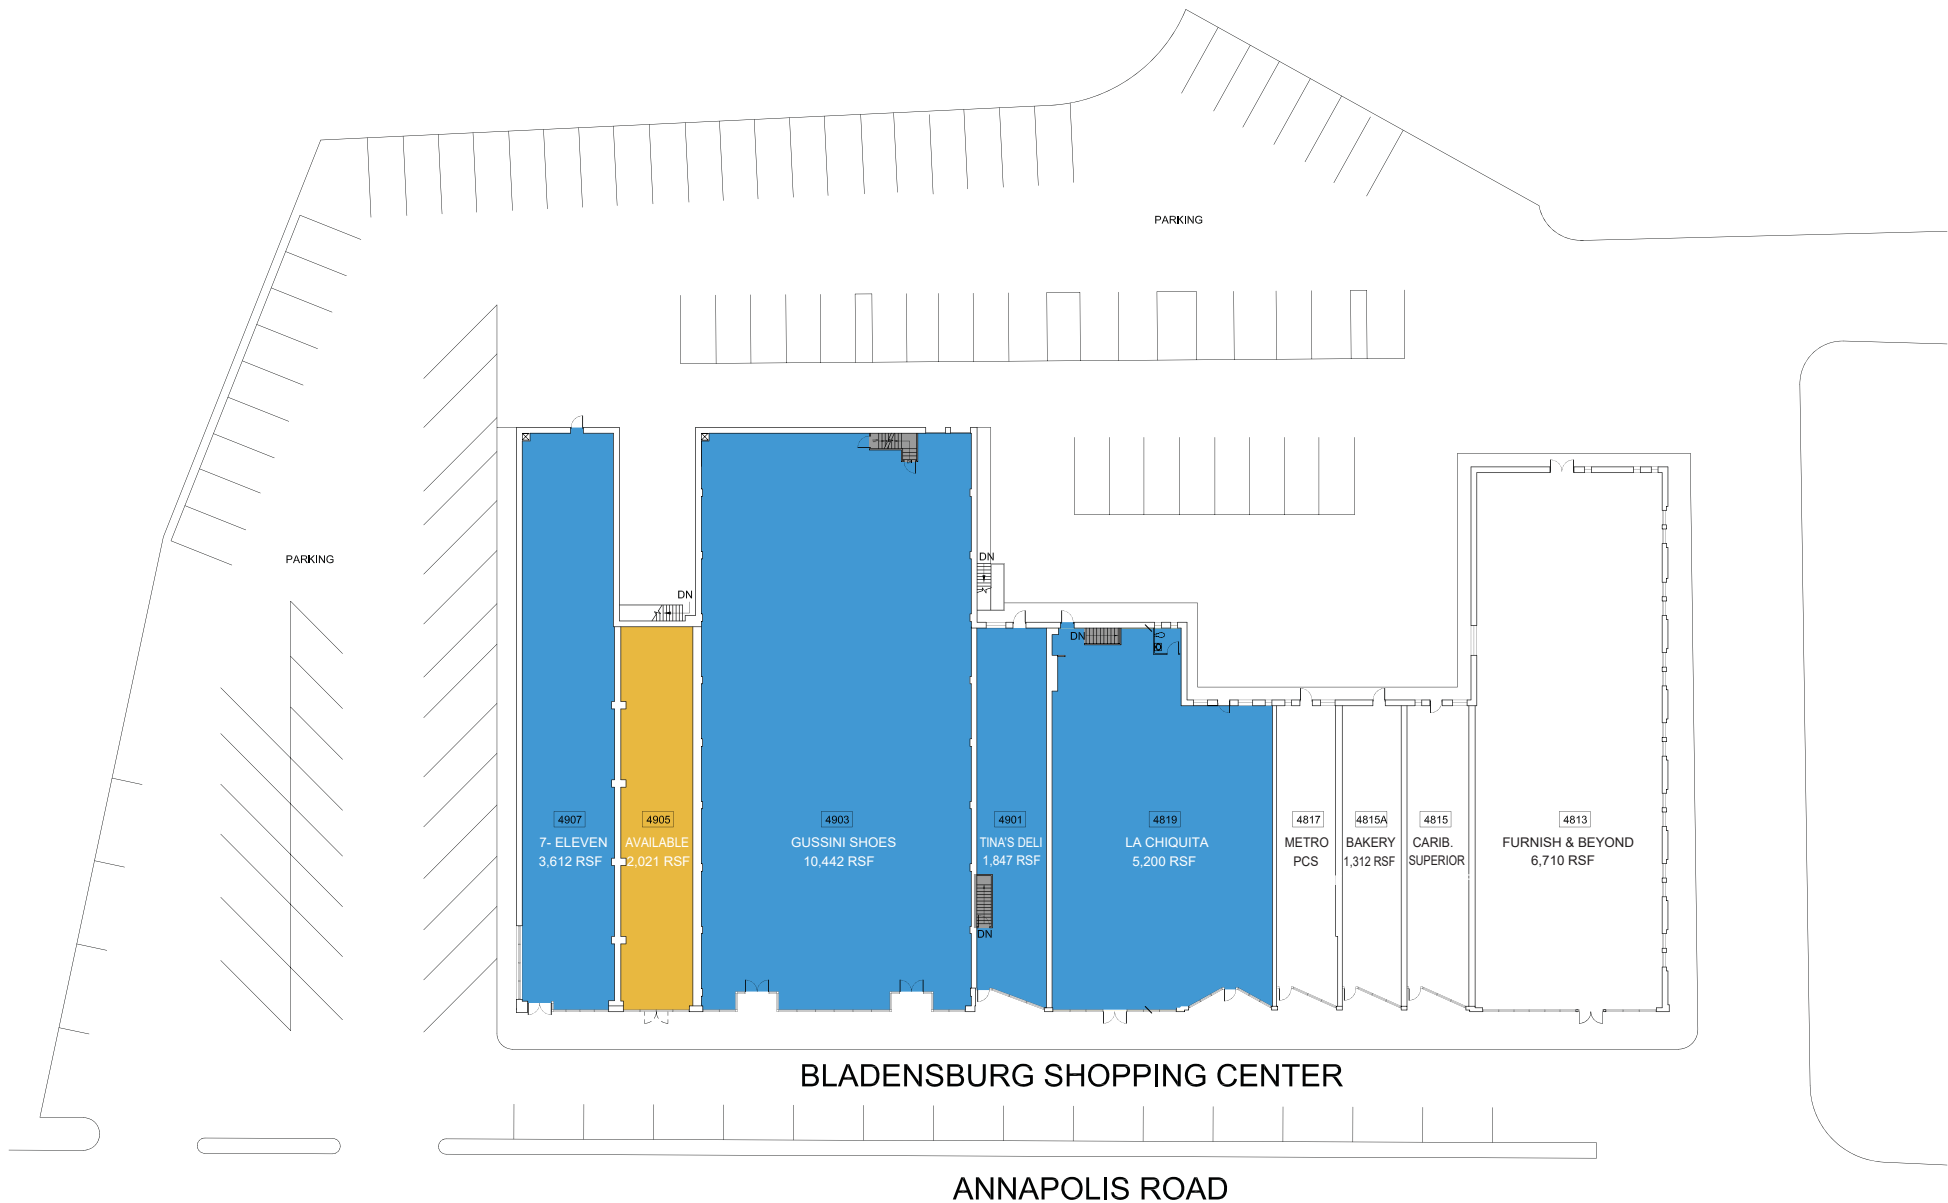 PARKING
PARKING
DN
DN
DN
4907
7- ELEVEN
3,612 RSF
4905
AVAILABLE
2,021 RSF
4903
GUSSINI SHOES
10,442 RSF
4901
TINA'S DELI
1,847 RSF
DN
4819
LA CHIQUITA
5,200 RSF
4817
METRO
PCS
4815A
BAKERY
1,312 RSF
4815
CARIB.
SUPERIOR
4813
FURNISH & BEYOND
6,710 RSF
BLADENSBURG SHOPPING CENTER
ANNAPOLIS ROAD